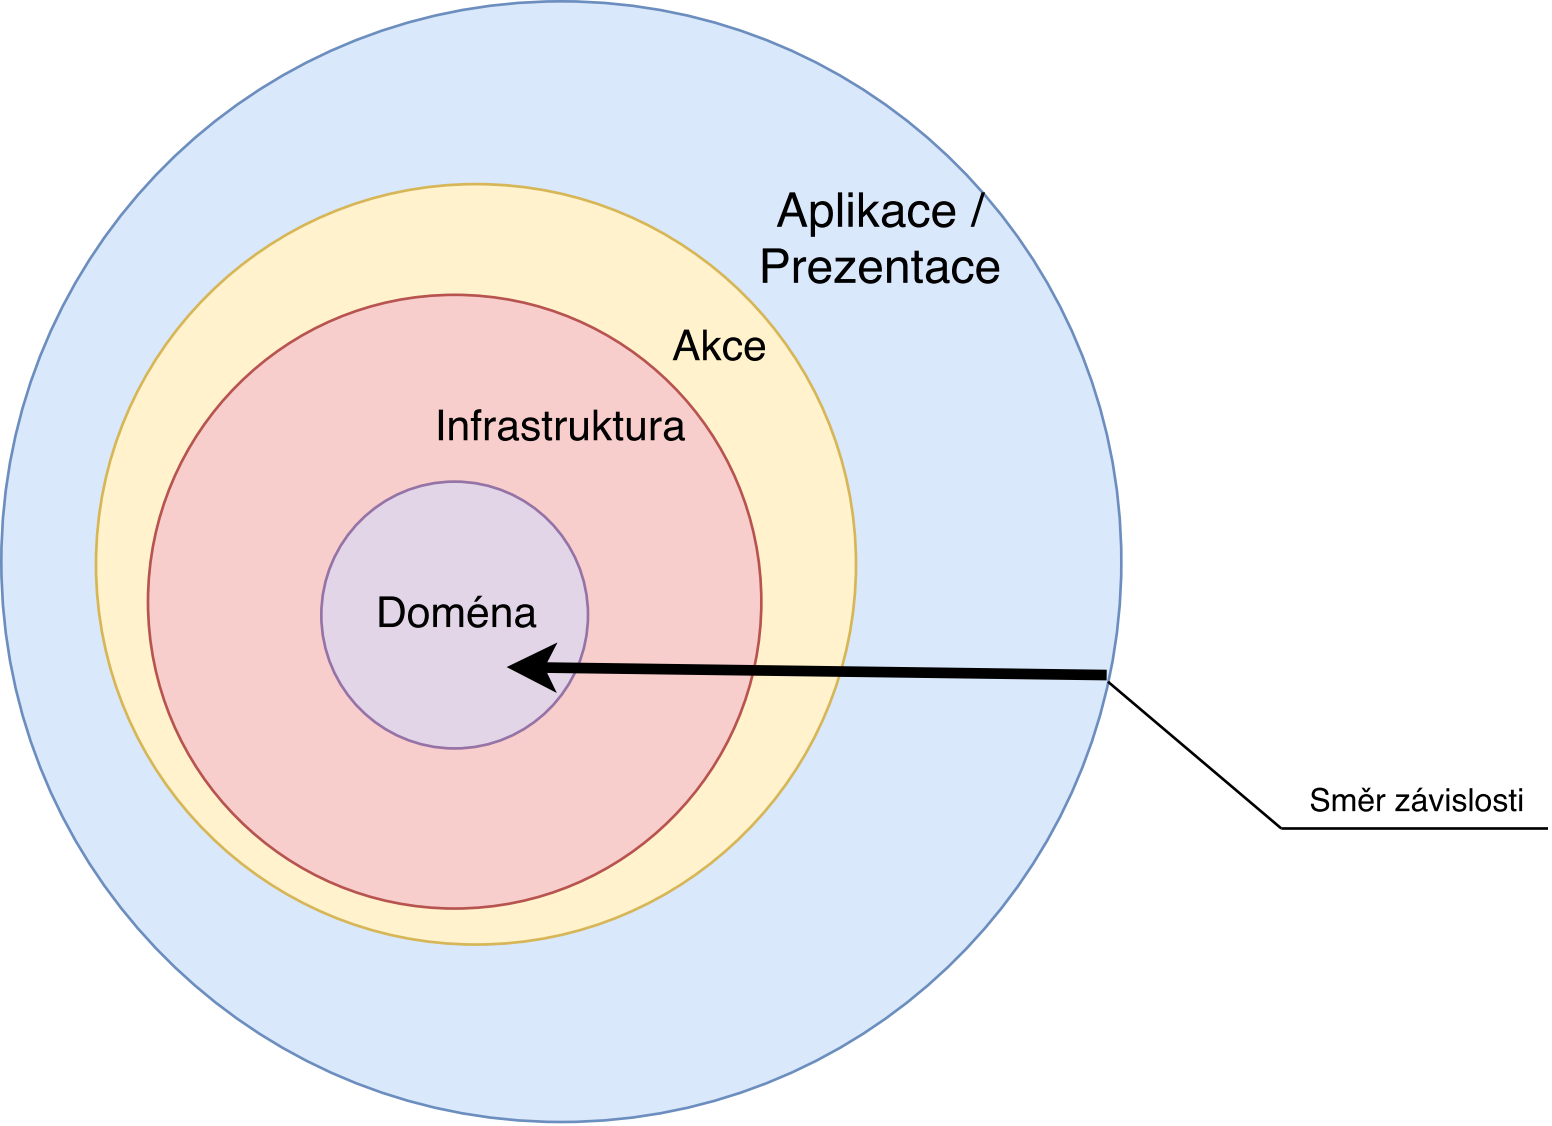 Aplikace /
Prezentace
Akce
Infrastruktura
Doména
Směr závislosti